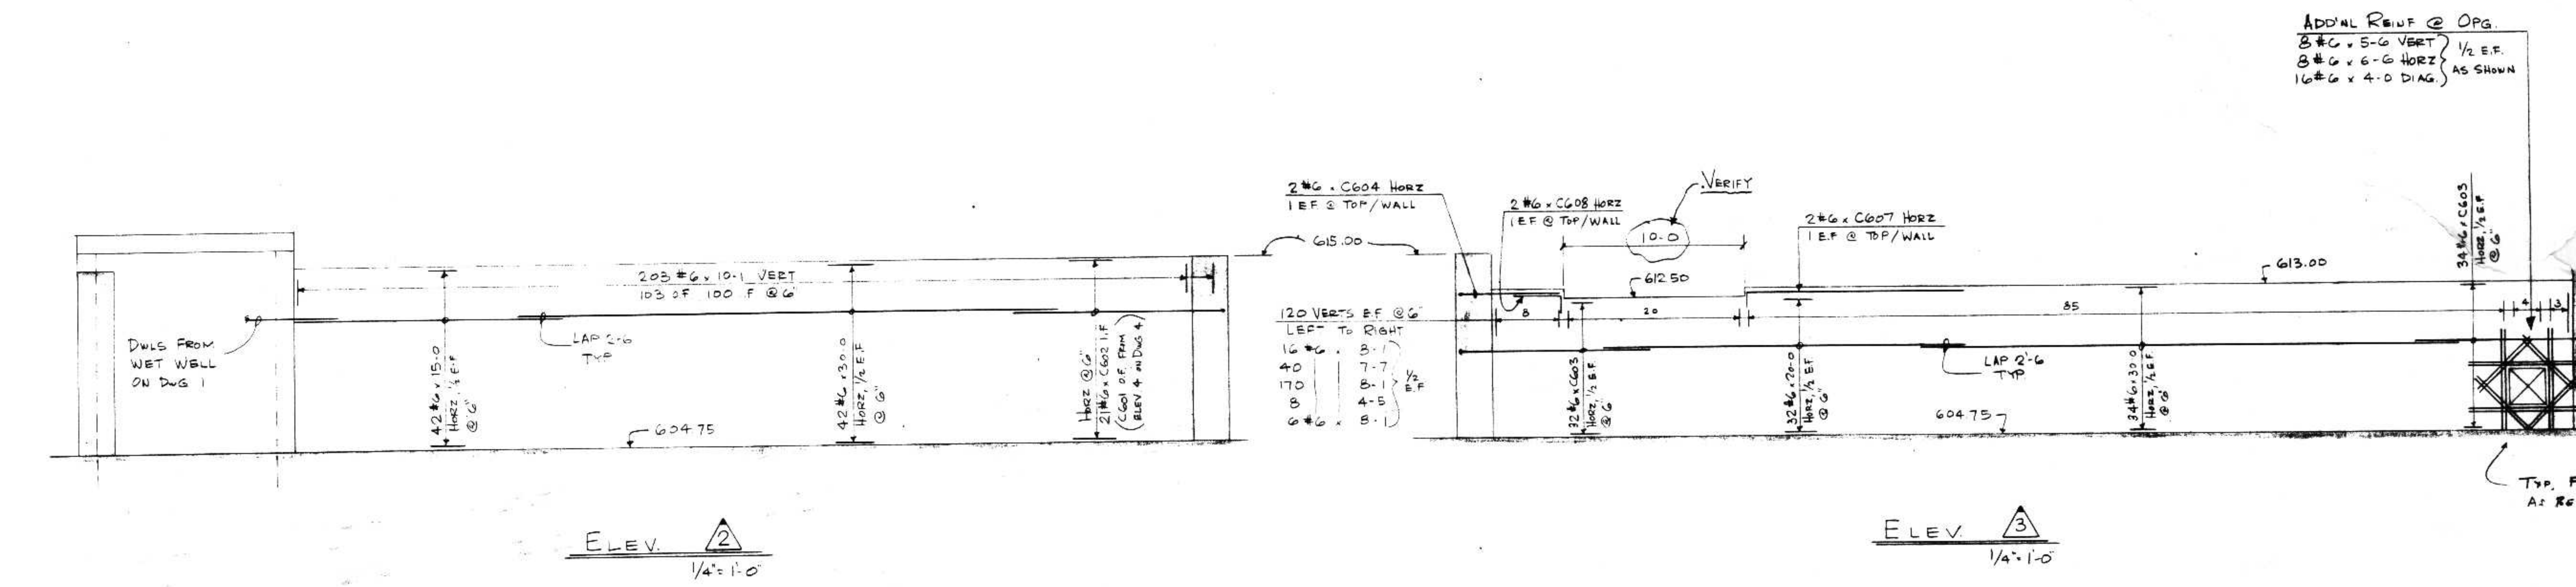 ADD'NL REINF @ OPG.
8 #6 x 5-6 VERT
8 #6 x 6-6 HORZ
16 #6 x 4-0 DIAG.
1/2 E.F.
AS SHOWN
2 #6 x C604 HORZ
1 E.F. @ TOP/WALL
2 #6 x C608 HORZ
1 E.F. @ TOP/WALL
VERIFY
10-0
2 #6 x C607 HORZ
1 E.F. @ TOP/WALL
615.00
612.50
613.00
34 #6 x C603
HORZ, 1/2 E.F.
@ 6"
203 #6 x 10-1 VERT
103 O.F. 100 .F @ 6"
DWLS FROM
WET WELL
ON DWG 1
LAP 2-6
TYP
42 #6 x 15-0
HORZ, 1/2 E.F
@ 6"
42 #6 x 30-0
HORZ, 1/2 E.F
@ 6"
HORZ @ 6"
21 #6 x C602 I.F
(C601 O.F. FROM
ELEV 4 ON DWG 4)
604.75
120 VERTS E.F. @ 6"
LEFT TO RIGHT
16 #6 x 8-1
40 7-7
170 8-1
8 4-5
6 #6 x 8-1
1/2
E.F
8
20
85
4
3
32 #6 x C603
HORZ, 1/2 E.F.
@ 6"
32 #6 x 20-0
HORZ, 1/2 E.F
@ 6"
LAP 2'-6
TYP.
34 #6 x 30-0
HORZ, 1/2 E.F.
@ 6"
604.75
TYP.
ELEV. 2
1/4" = 1'-0"
ELEV 3
1/4" = 1'-0"